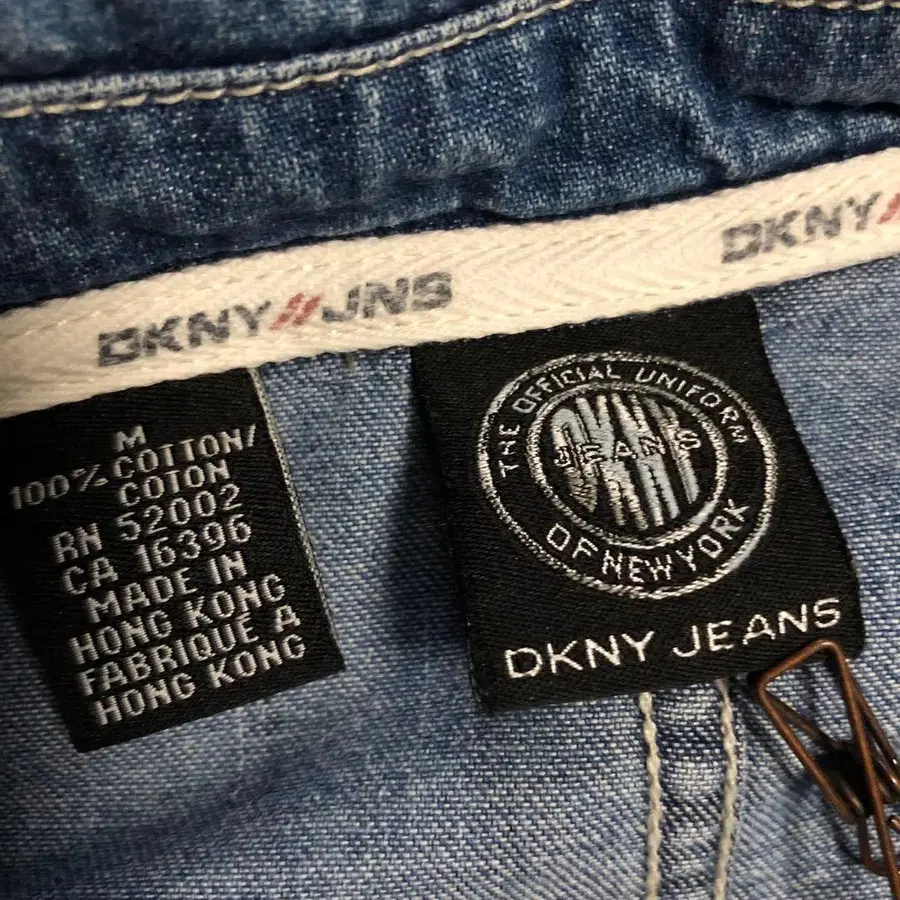 DKNY//JNS
DKNY/
M
100% COTTON/
COTON
RN 52002
CA 16396
MADE IN
HONG KONG
FABRIQUE A
HONG KONG
THE OFFICIAL UNIFORM
OF NEW YORK
DKNY
JEANS
DKNY JEANS